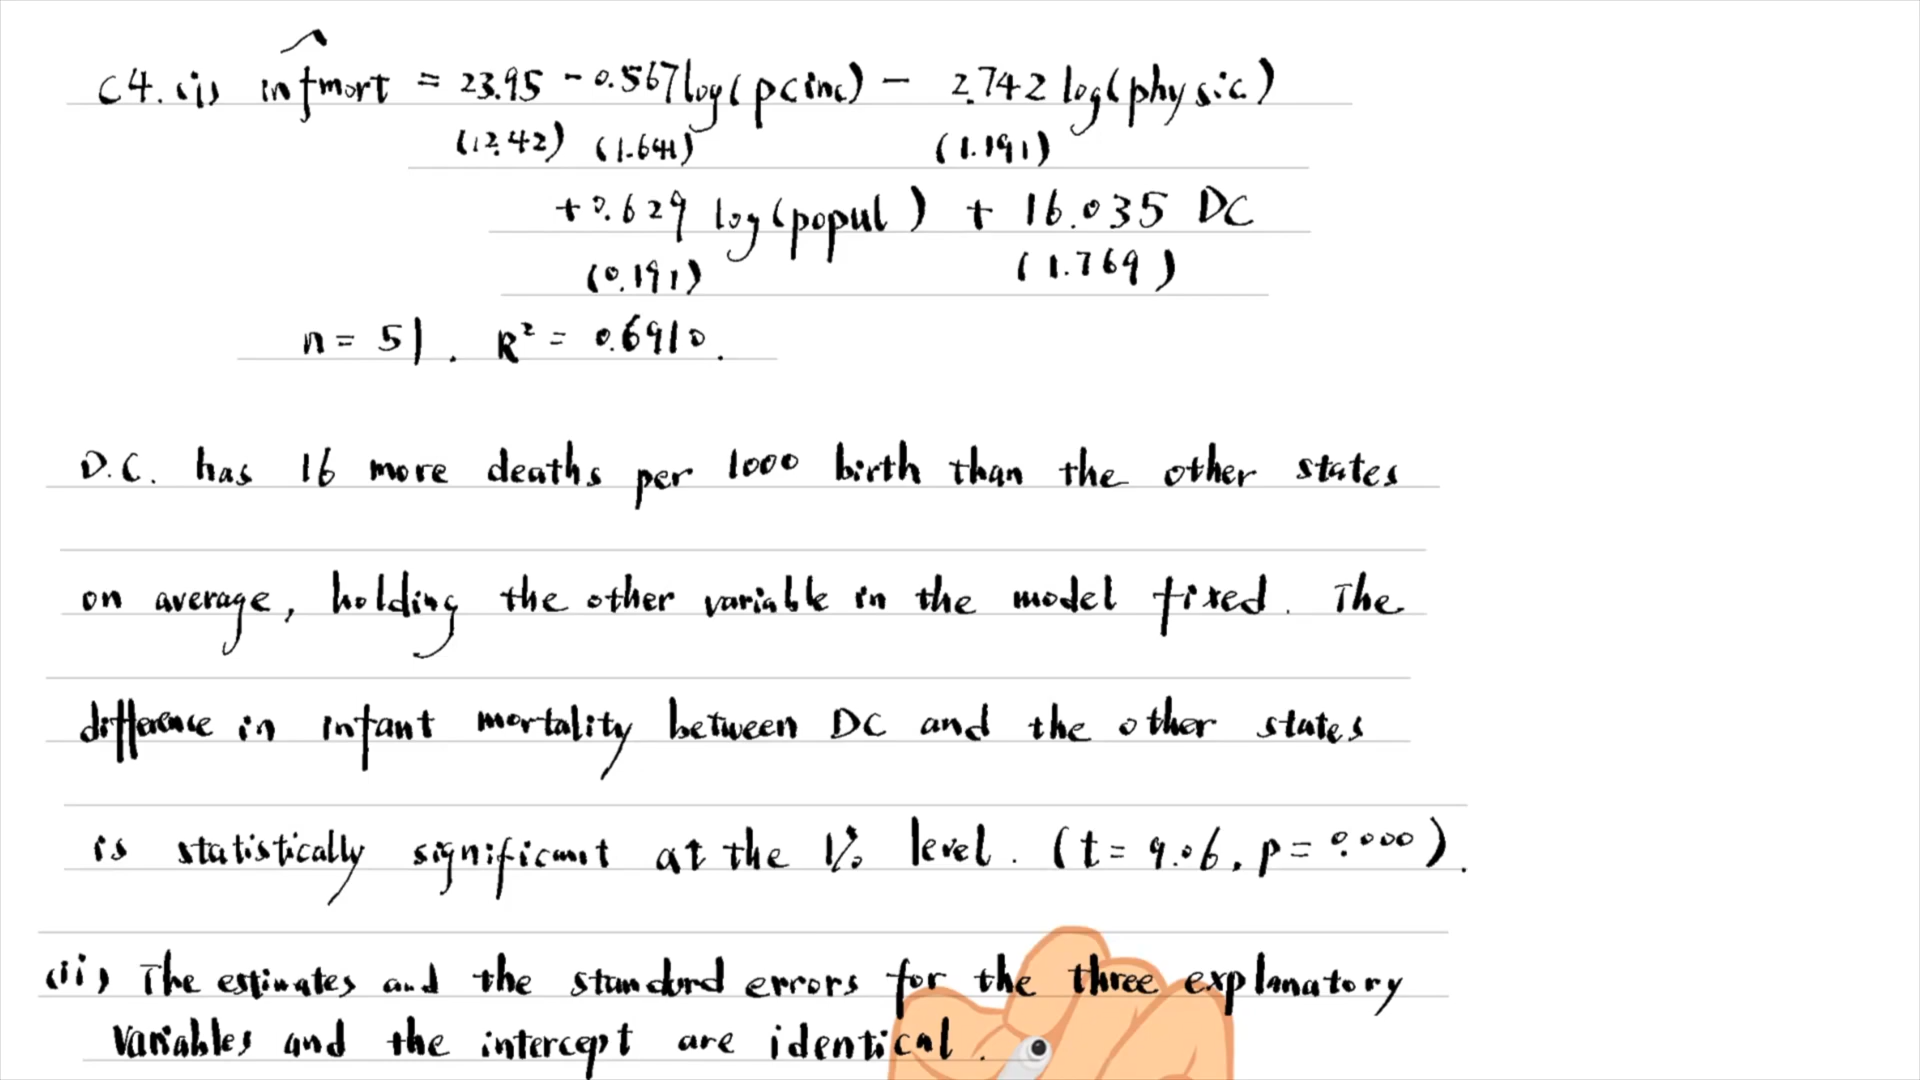 C4. (i) infmort = 23.95 - 0.567 log(pcinc) - 2.742 log(physic)
(12.42) (1.641) (1.191)
+0.629 log(popul) + 16.035 DC
(0.191) (1.769)
n = 51. R² = 0.6910.
D.C. has 16 more deaths per 1000 birth than the other states
on average, holding the other variable in the model fixed. The
difference in infant mortality between DC and the other states
is statistically significant at the 1% level. (t = 9.06, p = 0.000).
(ii) The estimates and the standard errors for the three explanatory
variables and the intercept are identical.